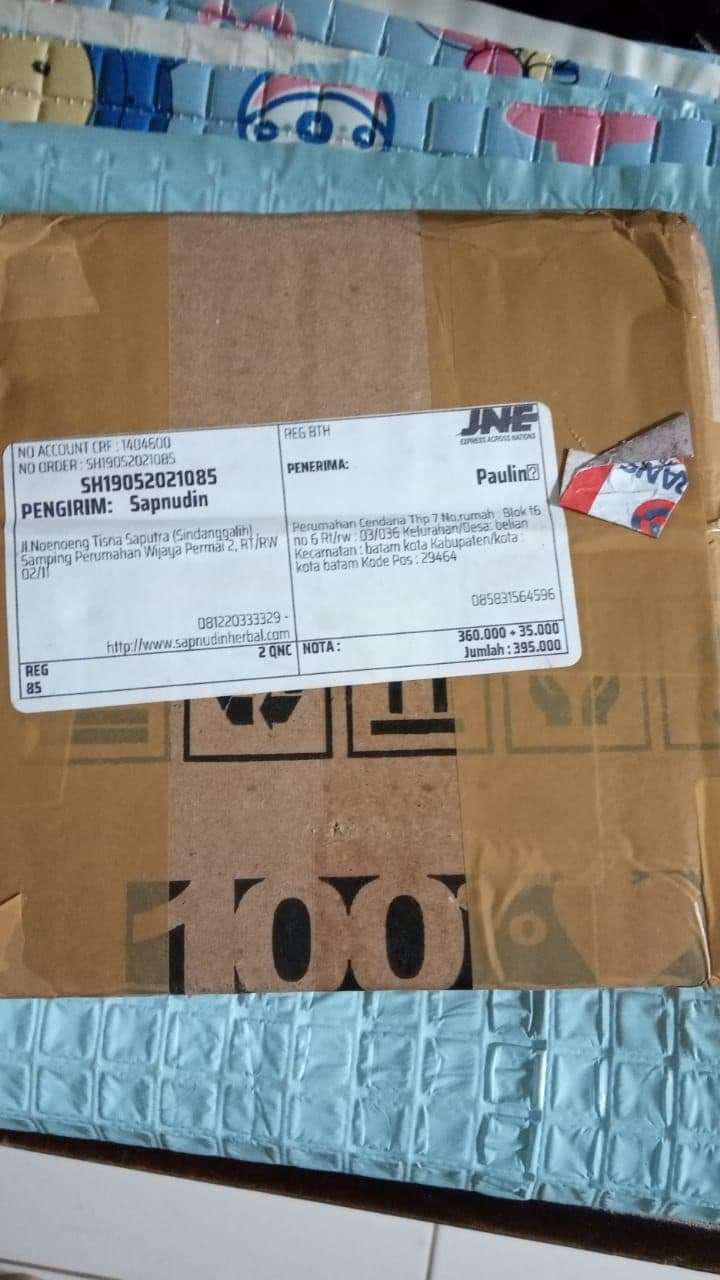 NO ACCOUNT CRF : 1404600
NO ORDER : SH19052021085
SH19052021085
PENGIRIM: Sapnudin
Jl.Noenoeng Tisna Saputra (Sindanggalih)
Samping Perumahan Wijaya Permai 2, RT/RW
02/11
081220333329 -
http://www.sapnudinherbal.com
2 QNC
REG
85
REG BTH
JNE
EXPRESS ACROSS NATIONS
PENERIMA:
Paulin
Perumahan Cendana Thp 7 No.rumah : Blok f6
no 6 Rt/rw : 03/036 Kelurahan/Desa: belian
Kecamatan : batam kota Kabupaten/kota :
kota batam Kode Pos : 29464
085831564596
NOTA :
360.000 + 35.000
Jumlah : 395.000
100